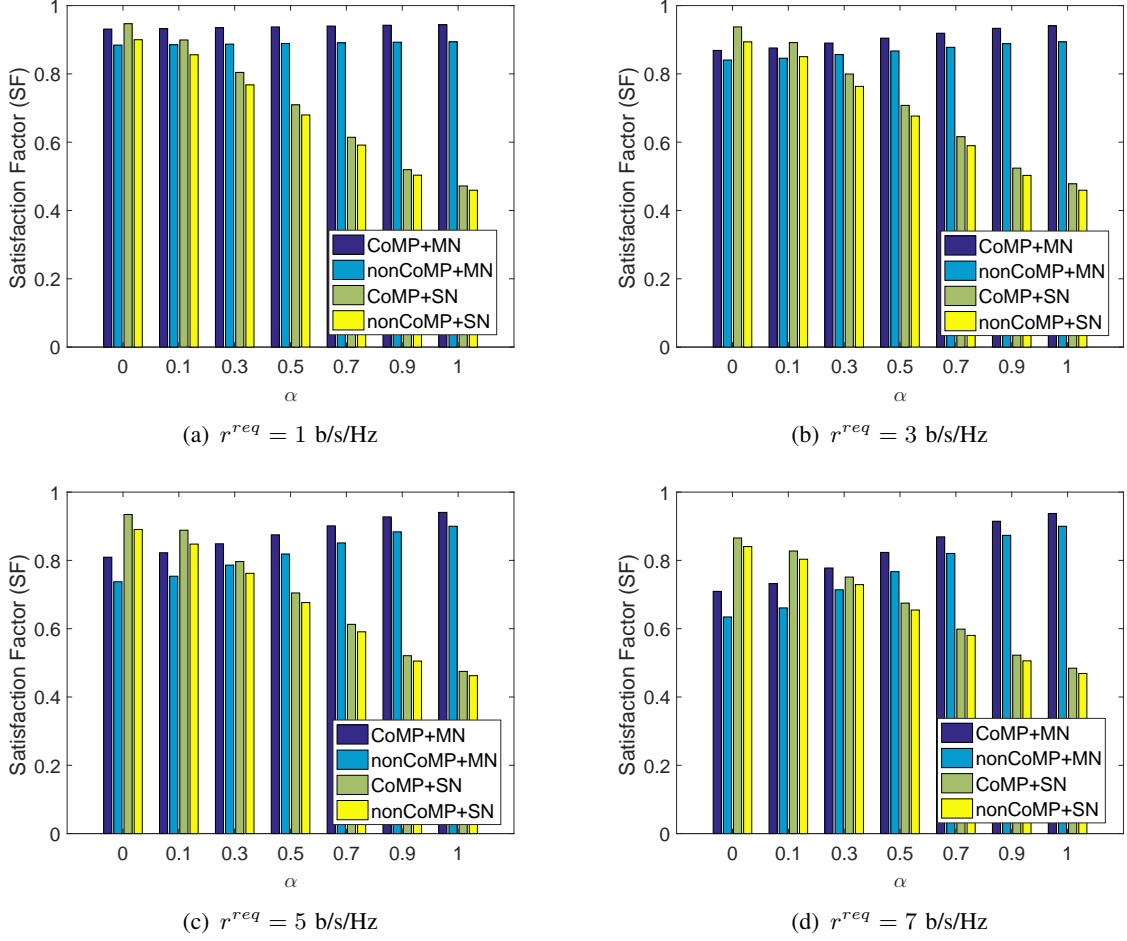 Satisfaction Factor (SF)
1
0.8
0.6
0.4
0.2
0
CoMP+MN
nonCoMP+MN
CoMP+SN
nonCoMP+SN
0 0.1 0.3 0.5 0.7 0.9 1
α
(a) r^{req} = 1 b/s/Hz
Satisfaction Factor (SF)
1
0.8
0.6
0.4
0.2
0
CoMP+MN
nonCoMP+MN
CoMP+SN
nonCoMP+SN
0 0.1 0.3 0.5 0.7 0.9 1
α
(b) r^{req} = 3 b/s/Hz
Satisfaction Factor (SF)
1
0.8
0.6
0.4
0.2
0
CoMP+MN
nonCoMP+MN
CoMP+SN
nonCoMP+SN
0 0.1 0.3 0.5 0.7 0.9 1
α
(c) r^{req} = 5 b/s/Hz
Satisfaction Factor (SF)
1
0.8
0.6
0.4
0.2
0
CoMP+MN
nonCoMP+MN
CoMP+SN
nonCoMP+SN
0 0.1 0.3 0.5 0.7 0.9 1
α
(d) r^{req} = 7 b/s/Hz